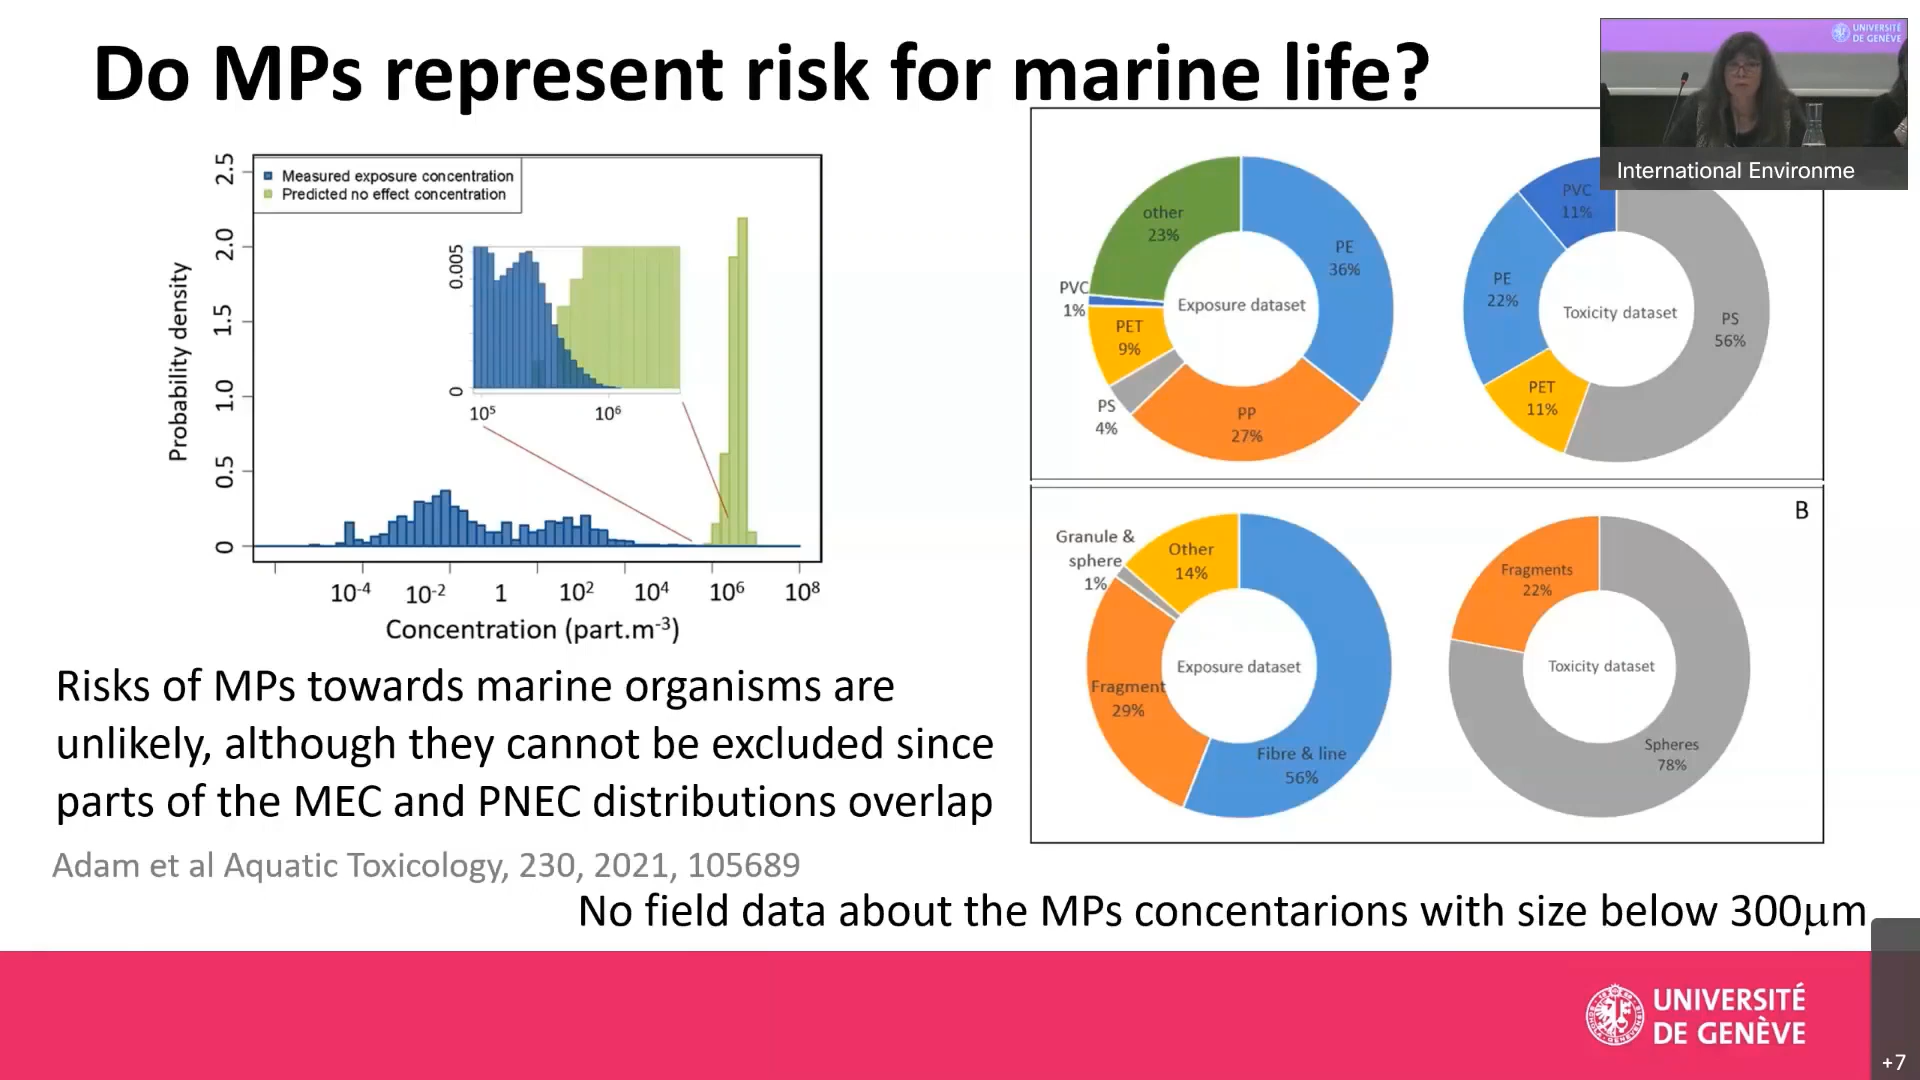 Do MPs represent risk for marine life?
UNIVERSITÉ
DE GENÈVE
International Environme
Measured exposure concentration
Predicted no effect concentration
Probability density
2.5
2.0
1.5
1.0
0.5
0
0.005
0
10⁵
10⁶
10⁻⁴
10⁻²
1
10²
10⁴
10⁶
10⁸
Concentration (part.m⁻³)
Exposure dataset
other
23%
PE
36%
PVC
1%
PET
9%
PS
4%
PP
27%
Toxicity dataset
PVC
11%
PE
22%
PET
11%
PS
56%
B
Exposure dataset
Granule &
sphere
1%
Other
14%
Fragment
29%
Fibre & line
56%
Toxicity dataset
Fragments
22%
Spheres
78%
Risks of MPs towards marine organisms are
unlikely, although they cannot be excluded since
parts of the MEC and PNEC distributions overlap
Adam et al Aquatic Toxicology, 230, 2021, 105689
No field data about the MPs concentarions with size below 300μm
UNIVERSITÉ
DE GENÈVE
+7